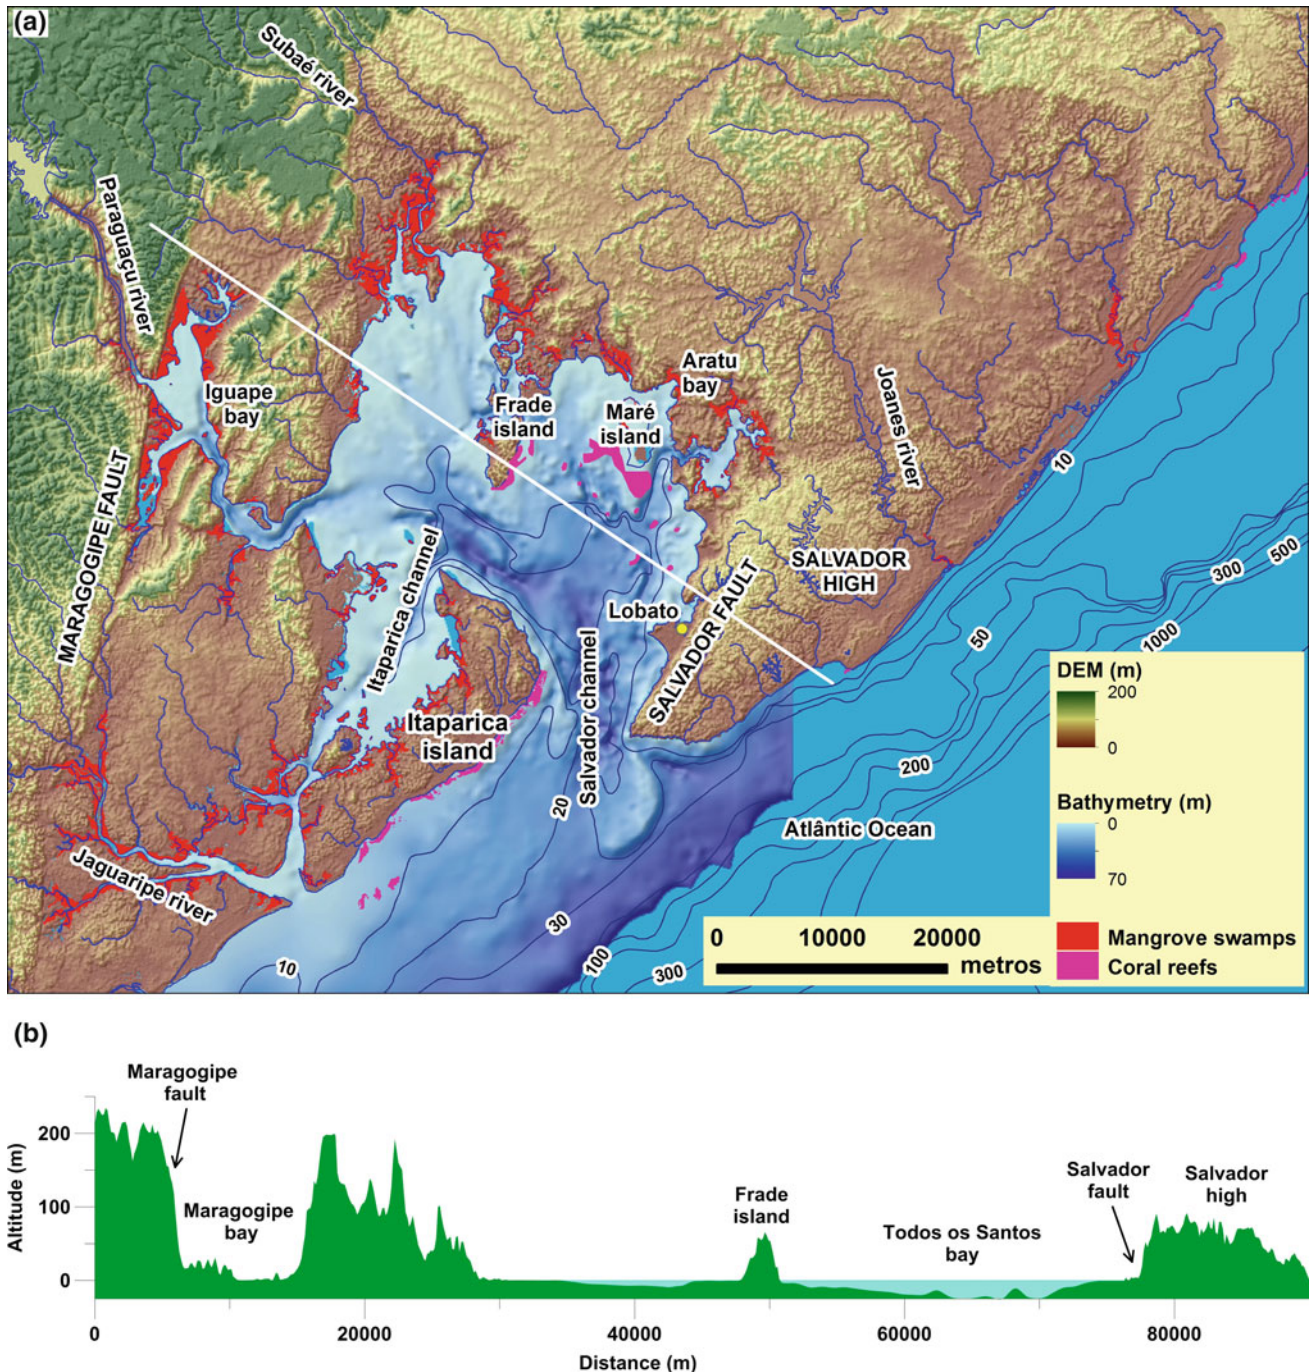 (a)
Subaé river
Paraguaçu river
Iguape
bay
MARAGOGIPE FAULT
Frade
island
Maré
island
Aratu
bay
Joanes river
10
SALVADOR
HIGH
Lobato
SALVADOR FAULT
Itaparica channel
Salvador channel
Itaparica
island
Jaguaripe river
500
300
1000
50
200
20
30
100
300
10
Atlântic Ocean
DEM (m)
200
0
Bathymetry (m)
0
70
Mangrove swamps
Coral reefs
0 10000 20000
metros
(b)
Maragogipe
fault
Maragogipe
bay
Frade
island
Todos os Santos
bay
Salvador
fault
Salvador
high
Altitude (m)
200
100
0
0 20000 40000 60000 80000
Distance (m)